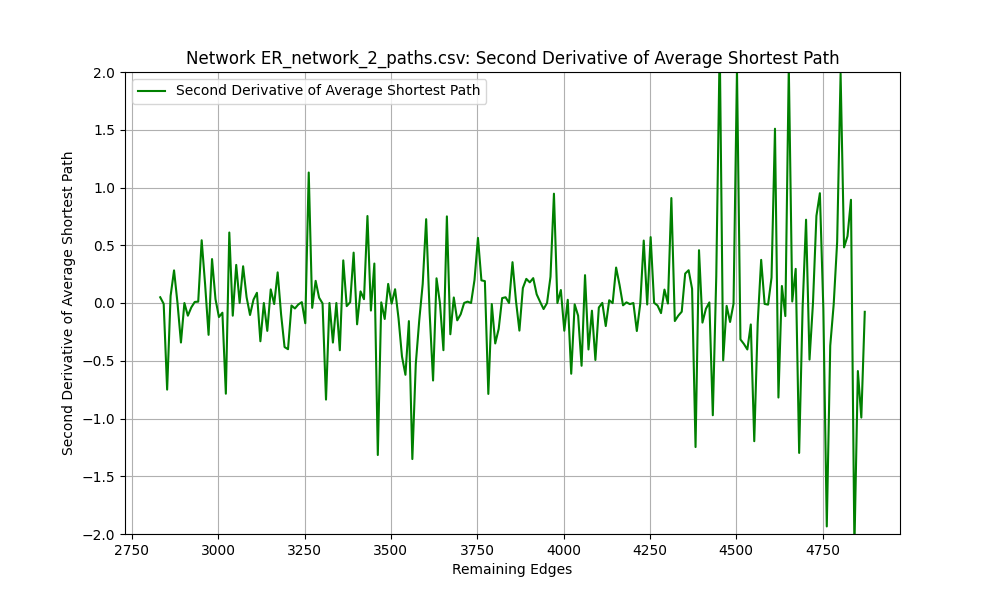 Network ER_network_2_paths.csv: Second Derivative of Average Shortest Path
Second Derivative of Average Shortest Path
Second Derivative of Average Shortest Path
2.0
1.5
1.0
0.5
0.0
−0.5
−1.0
−1.5
−2.0
2750 3000 3250 3500 3750 4000 4250 4500 4750
Remaining Edges